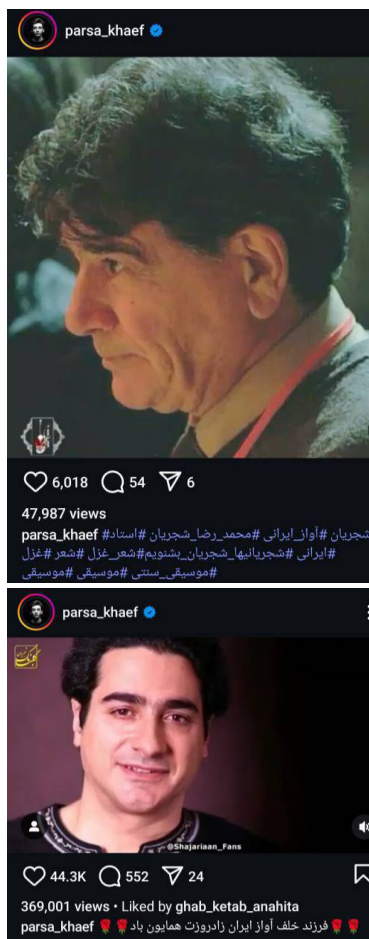 parsa_khaef
6,018 54 6
47,987 views
parsa_khaef #استاد# شجریان #آواز_ایرانی #محمد_رضا_شجریان
#ایرانی #شجریانیها_شجریان_بشنویم#شعر_غزل #شعر #غزل
#موسیقی_سنتی #موسیقی #موسیقی
parsa_khaef
@Shajariaan_Fans
44.3K 552 24
369,001 views • Liked by ghab_ketab_anahita
parsa_khaef 🌹🌹فرزند خلف آواز ایران زادروزت همایون باد🌹🌹